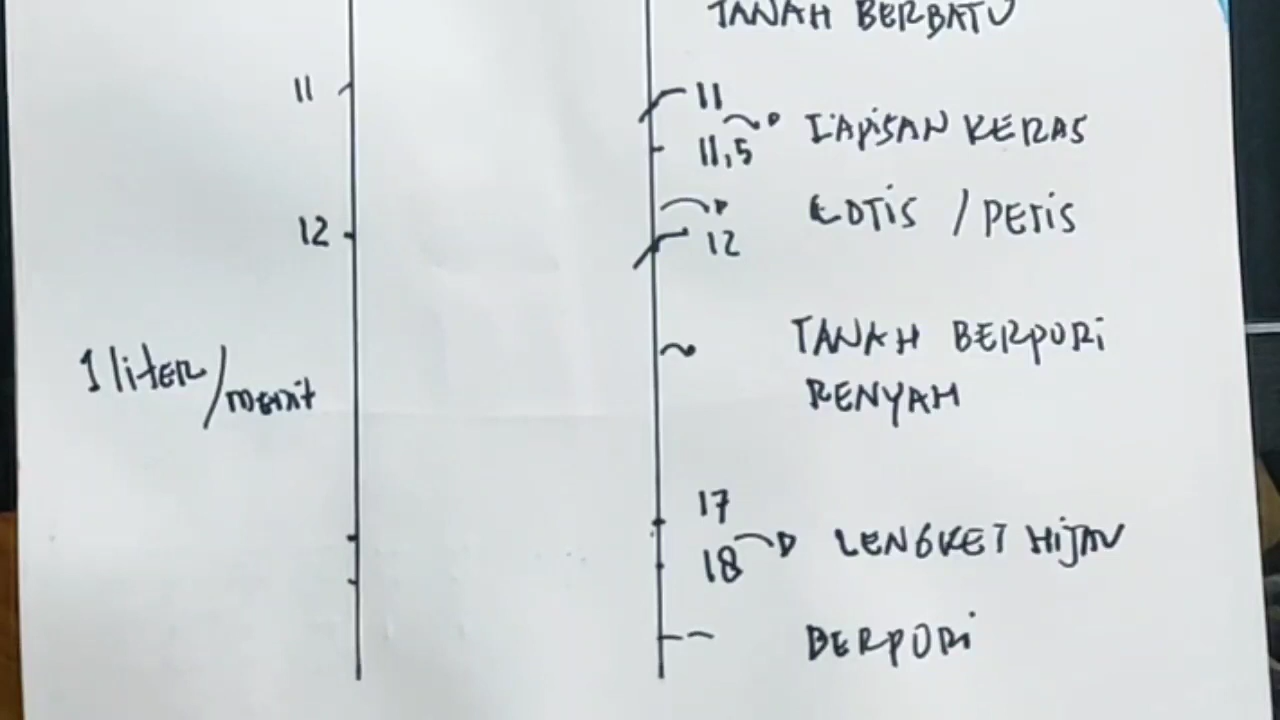 TANAH BERBATU
11
11
11,5
LAPISAN KERAS
12
12
LOTIS / PETIS
1 liter/menit
TANAH BERPORI
RENYAH
17
18
LENGKET HIJAU
BERPORI